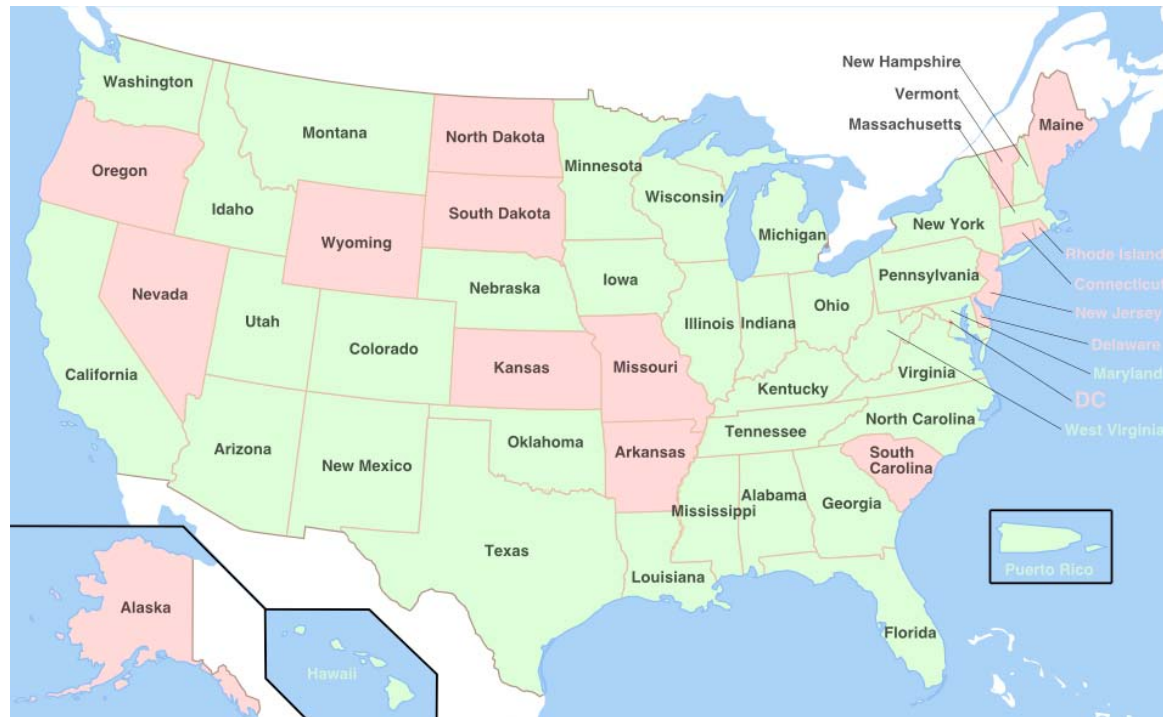 New Hampshire
Vermont
Massachusetts
Washington
Montana
North Dakota
Minnesota
Maine
Oregon
Idaho
Wyoming
South Dakota
Wisconsin
Michigan
New York
Rhode Island
Connecticut
New Jersey
Delaware
Maryland
DC
West Virginia
Nevada
Utah
Colorado
Nebraska
Iowa
Illinois
Indiana
Ohio
Pennsylvania
California
Kansas
Missouri
Kentucky
Virginia
Arizona
New Mexico
Oklahoma
Arkansas
Tennessee
North Carolina
South
Carolina
Texas
Louisiana
Mississippi
Alabama
Georgia
Florida
Alaska
Hawaii
Puerto Rico